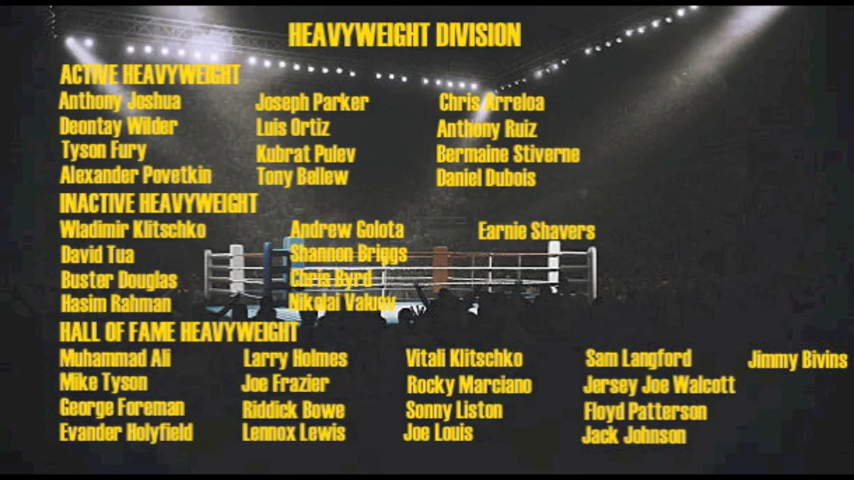 HEAVYWEIGHT DIVISION
ACTIVE HEAVYWEIGHT
Anthony Joshua Joseph Parker Chris Arreloa
Deontay Wilder Luis Ortiz Anthony Ruiz
Tyson Fury Kubrat Pulev Bermaine Stiverne
Alexander Povetkin Tony Bellew Daniel Dubois
INACTIVE HEAVYWEIGHT
Wladimir Klitschko Andrew Golota Earnie Shavers
David Tua Shannon Briggs
Buster Douglas Chris Byrd
Hasim Rahman Nikolai Valuev
HALL OF FAME HEAVYWEIGHT
Muhammad Ali Larry Holmes Vitali Klitschko Sam Langford Jimmy Bivins
Mike Tyson Joe Frazier Rocky Marciano Jersey Joe Walcott
George Foreman Riddick Bowe Sonny Liston Floyd Patterson
Evander Holyfield Lennox Lewis Joe Louis Jack Johnson